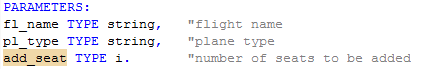 PARAMETERS:
fl_name TYPE string,   "flight name
pl_type TYPE string,   "plane type
add_seat TYPE i.       "number of seats to be added